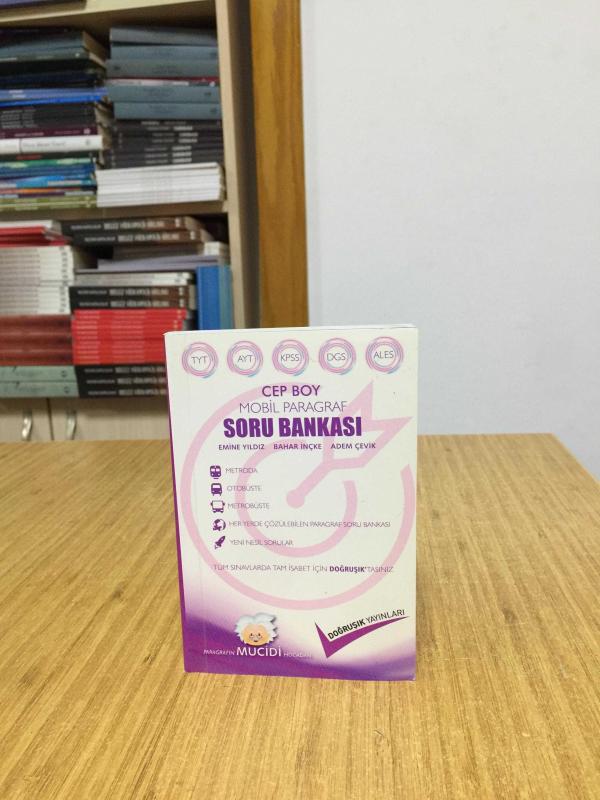 TYT AYT KPSS DGS ALES
CEP BOY
MOBİL PARAGRAF
SORU BANKASI
EMİNE YILDIZ BAHAR İNÇKE ADEM ÇEVİK
METRODA
OTOBÜSTE
METROBÜSTE
HER YERDE ÇÖZÜLEBİLEN PARAGRAF SORU BANKASI
YENİ NESİL SORULAR
TÜM SINAVLARDA TAM İSABET İÇİN DOĞRUŞIK'TASINIZ
DOĞRUŞIK YAYINLARI
PARAGRAFIN MUCİDİ HOCADAN